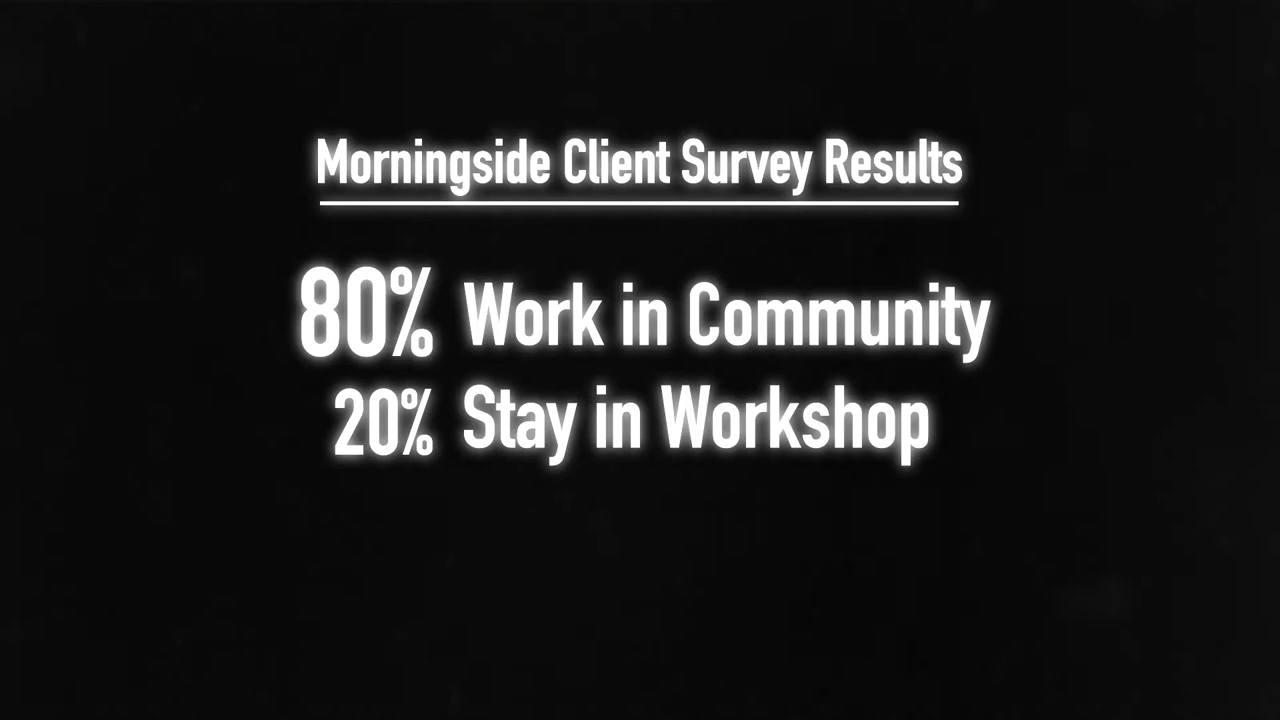 Morningside Client Survey Results
80% Work in Community
20% Stay in Workshop